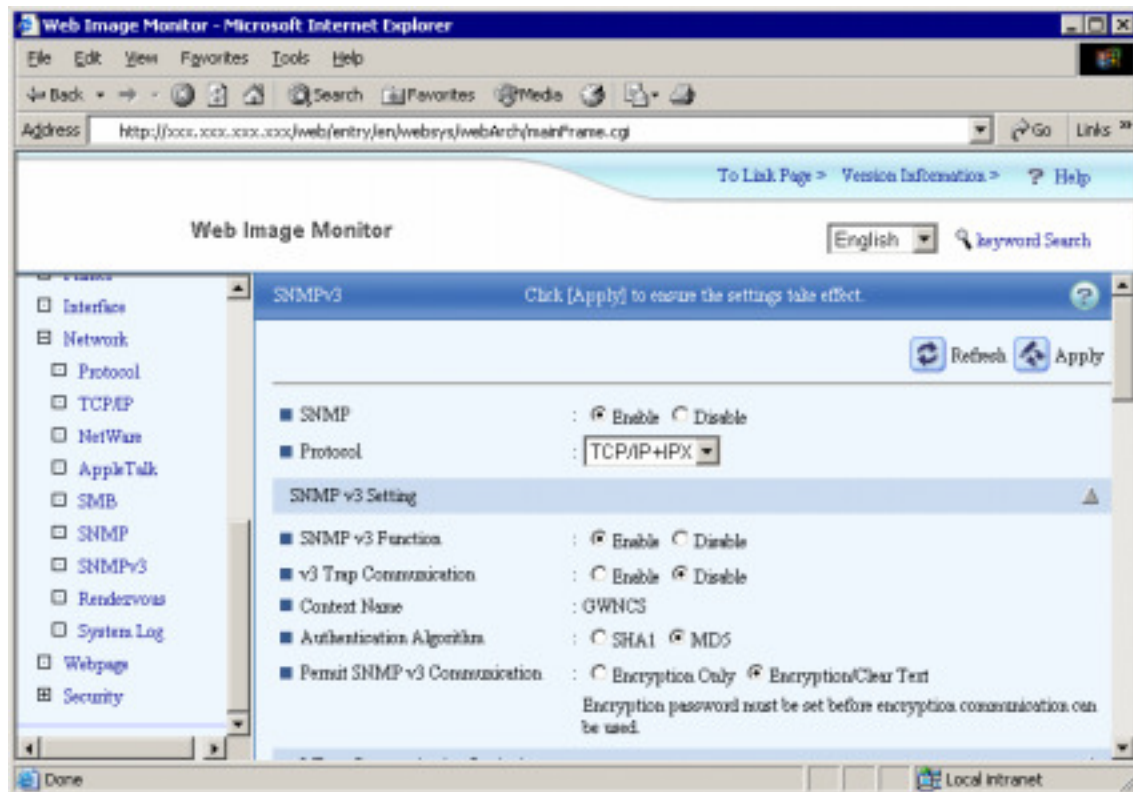 Web Image Monitor - Microsoft Internet Explorer
File Edit View Favorites Tools Help
Back Search Favorites Media
Address http://xxx.xxx.xxx.xxx/web/entry/en/websys/webArch/mainFrame.cgi Go Links »
To Link Page > Version Information > ? Help
Web Image Monitor
English keyword Search
Interface
Network
Protocol
TCP/IP
NetWare
AppleTalk
SMB
SNMP
SNMPv3
Rendezvous
System Log
Webpage
Security
SNMPv3 Click [Apply] to ensure the settings take effect. ?
Refresh Apply
SNMP : Enable Disable
Protocol : TCP/IP+IPX
SNMP v3 Setting
SNMP v3 Function : Enable Disable
v3 Trap Communication : Enable Disable
Context Name : GWNCS
Authentication Algorithm : SHA1 MD5
Permit SNMP v3 Communication : Encryption Only Encryption/Clear Text
Encryption password must be set before encryption communication can
be used.
Done Local intranet